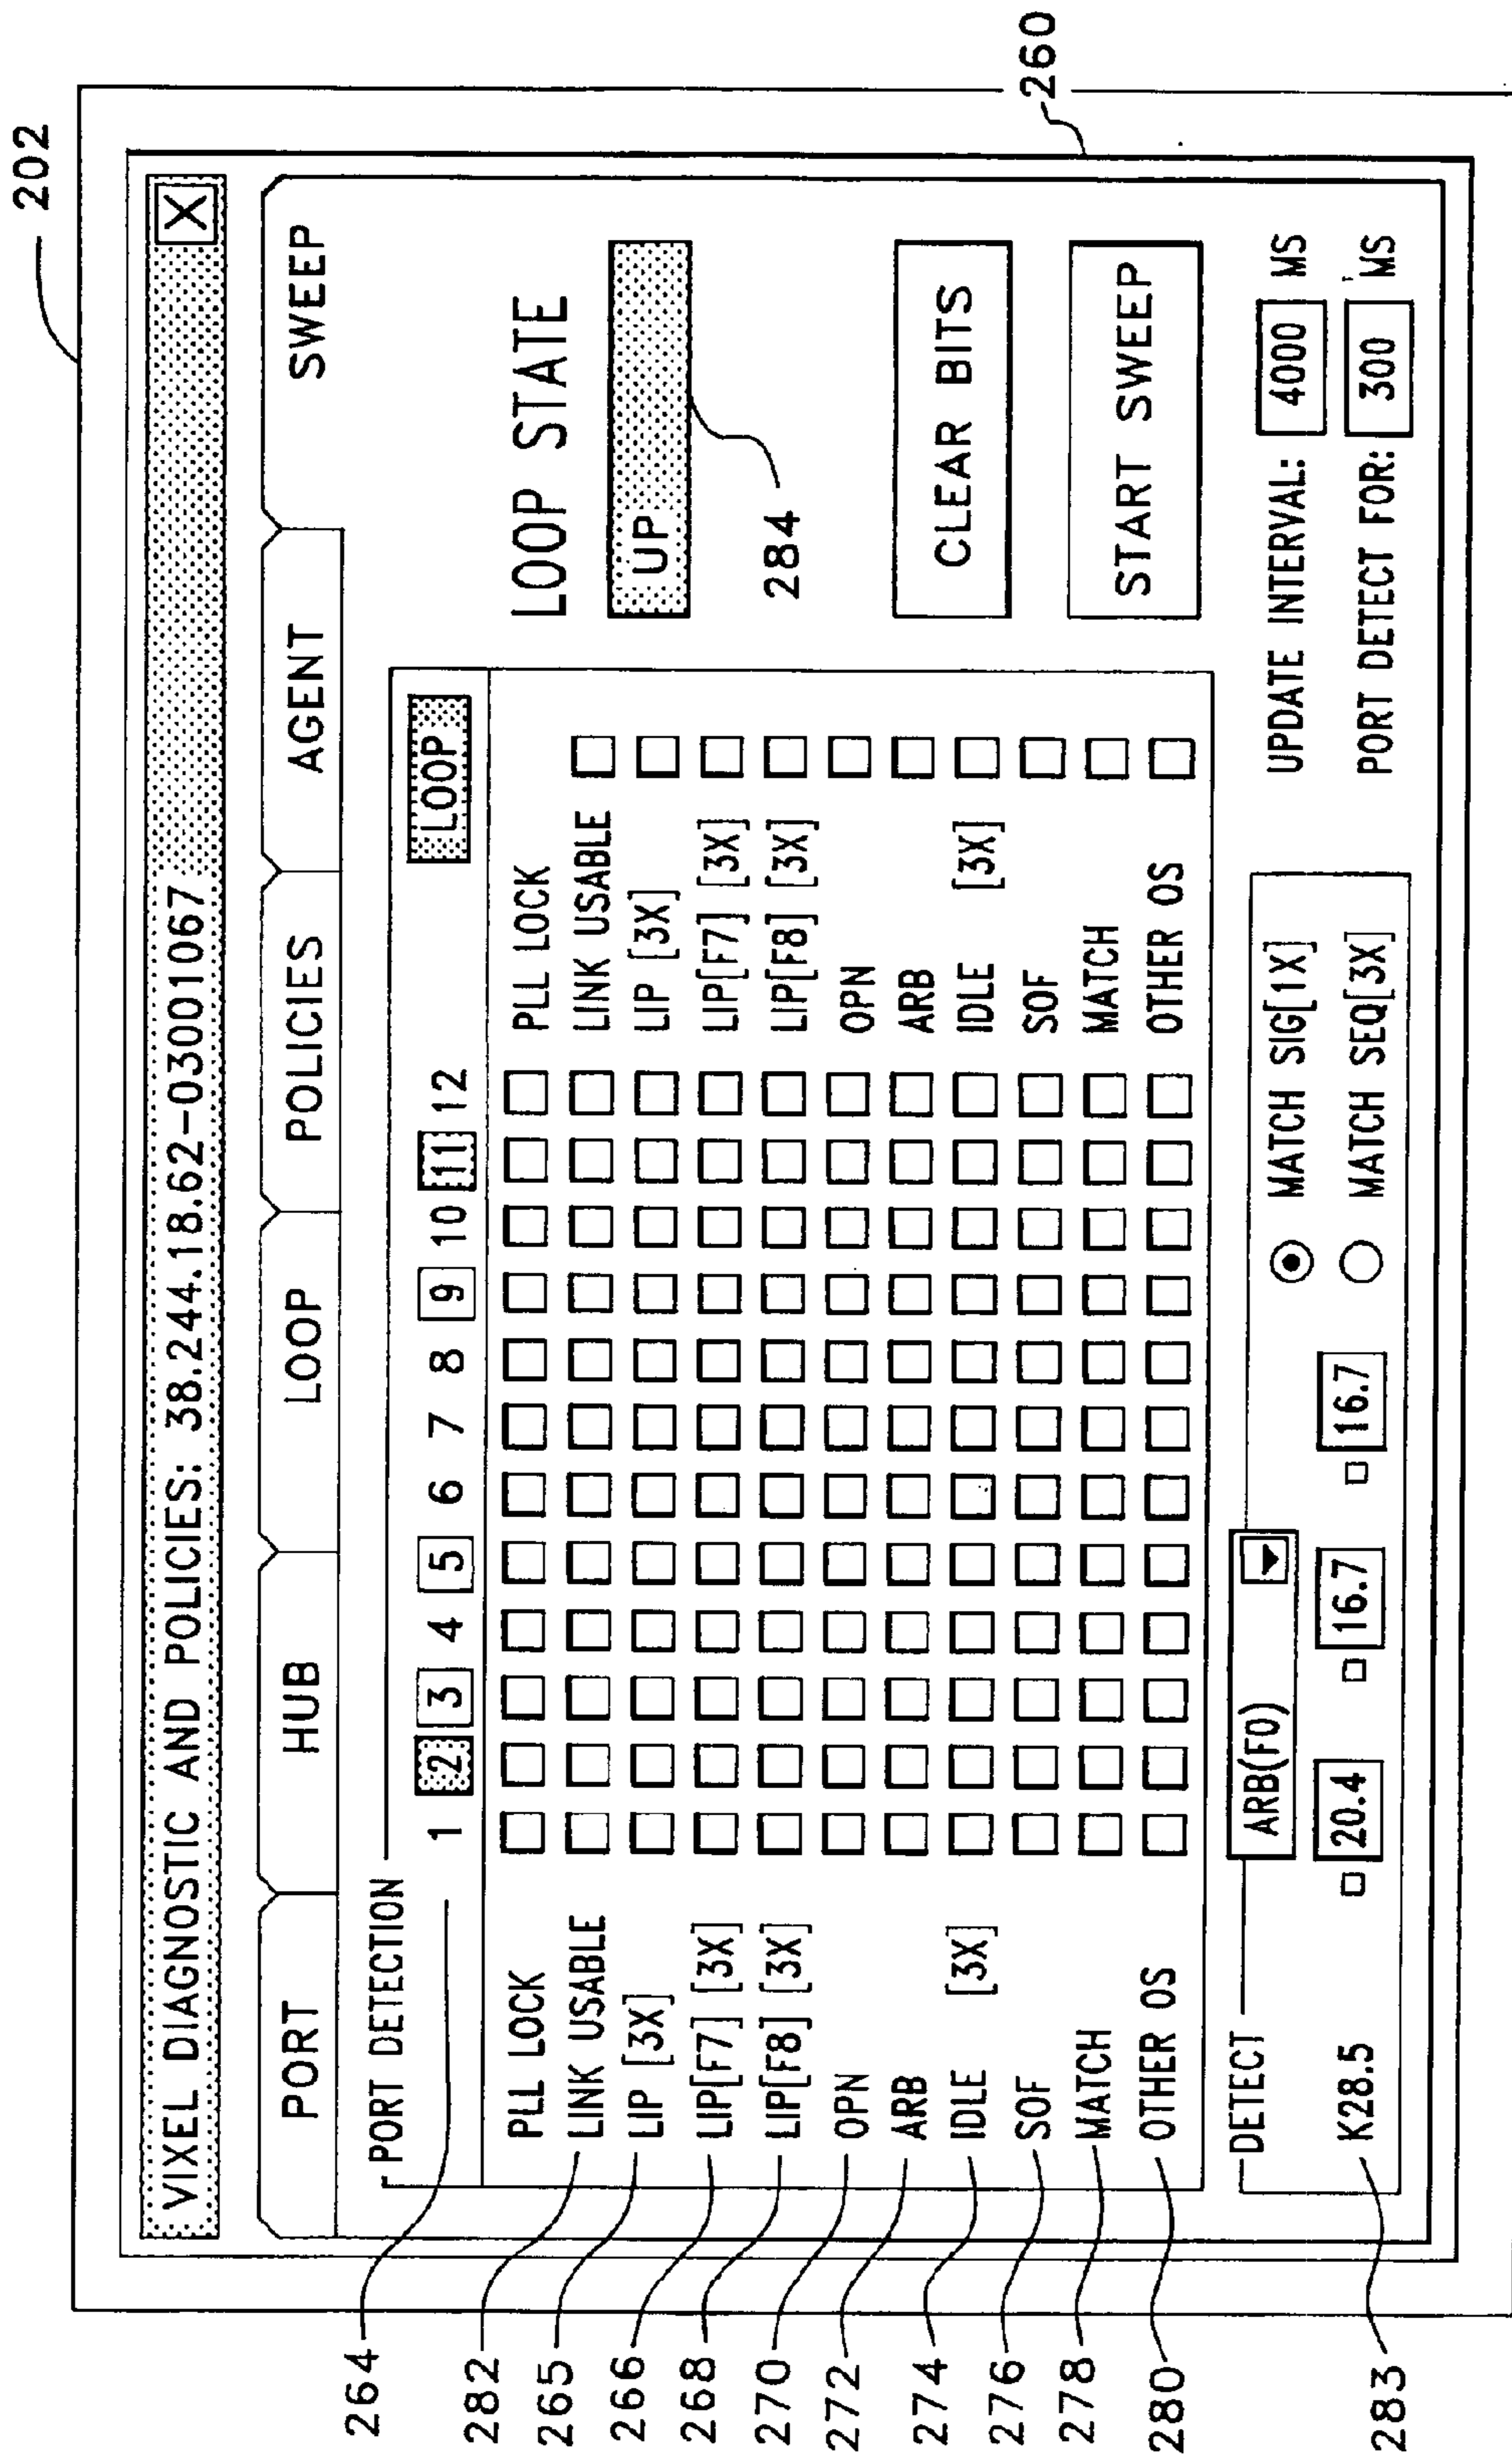 202
VIXEL DIAGNOSTIC AND POLICIES: 38.244.18.62-03001067 X
PORT HUB LOOP POLICIES AGENT SWEEP
PORT DETECTION
264
1 2 3 4 5 6 7 8 9 10 11 12 LOOP
PLL LOCK PLL LOCK
282 LINK USABLE LINK USABLE
265 LIP [3X] LIP [3X]
266 LIP[F7] [3X] LIP[F7] [3X]
268 LIP[F8] [3X] LIP[F8] [3X]
270 OPN OPN
272 ARB ARB
274 IDLE [3X] IDLE [3X]
276 SOF SOF
278 MATCH MATCH
280 OTHER OS OTHER OS
LOOP STATE
UP
284
CLEAR BITS
START SWEEP
DETECT ARB(F0)
283 K28.5 20.4 16.7 16.7
MATCH SIG[1X]
MATCH SEQ[3X]
UPDATE INTERVAL: 4000 MS
PORT DETECT FOR: 300 MS
260